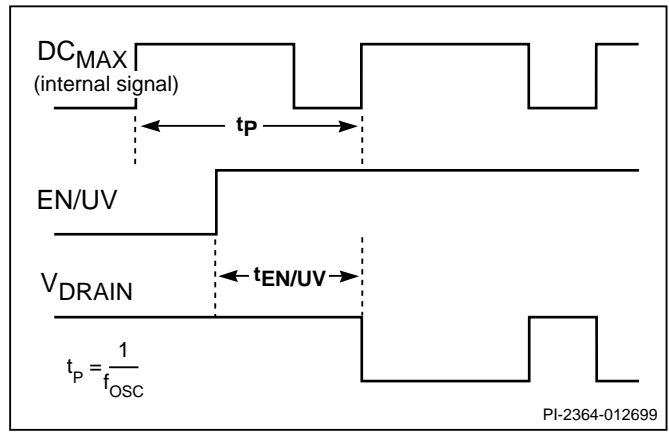 DCMAX
(internal signal)
tP
EN/UV
tEN/UV
VDRAIN
tP = 1
fOSC
PI-2364-012699